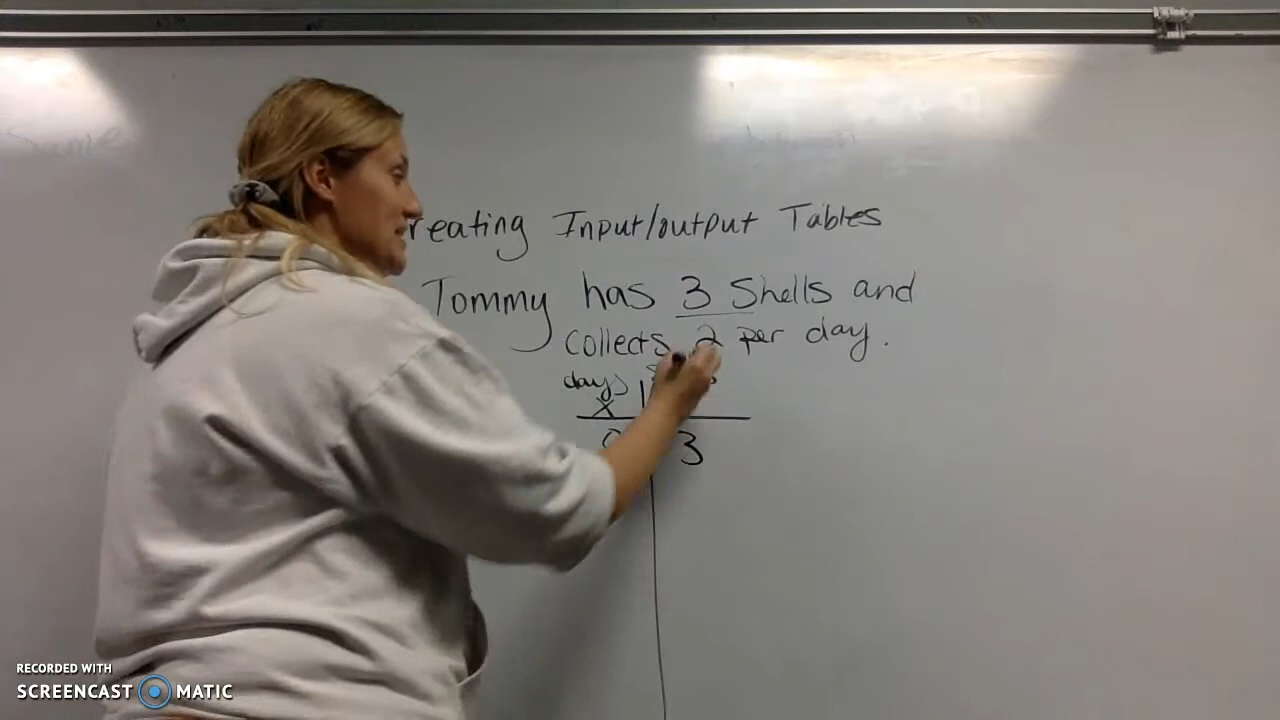 reating Input/output Tables
Tommy has 3 Shells and
collects 2 per day.
days
x 1
0 3
RECORDED WITH
SCREENCAST MATIC